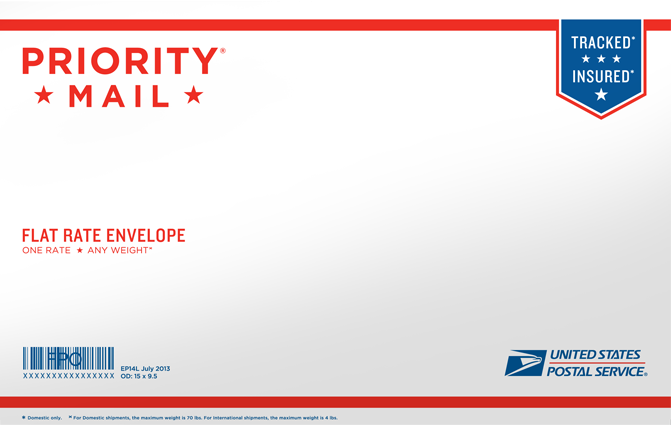 PRIORITY®
★ MAIL ★
TRACKED*
★ ★ ★
INSURED*
★
FLAT RATE ENVELOPE
ONE RATE ★ ANY WEIGHT*
FPO
XXXXXXXXXXXXXXXX
EP14L July 2013
OD: 15 x 9.5
UNITED STATES
POSTAL SERVICE®
* Domestic only. * For Domestic shipments, the maximum weight is 70 lbs. For International shipments, the maximum weight is 4 lbs.